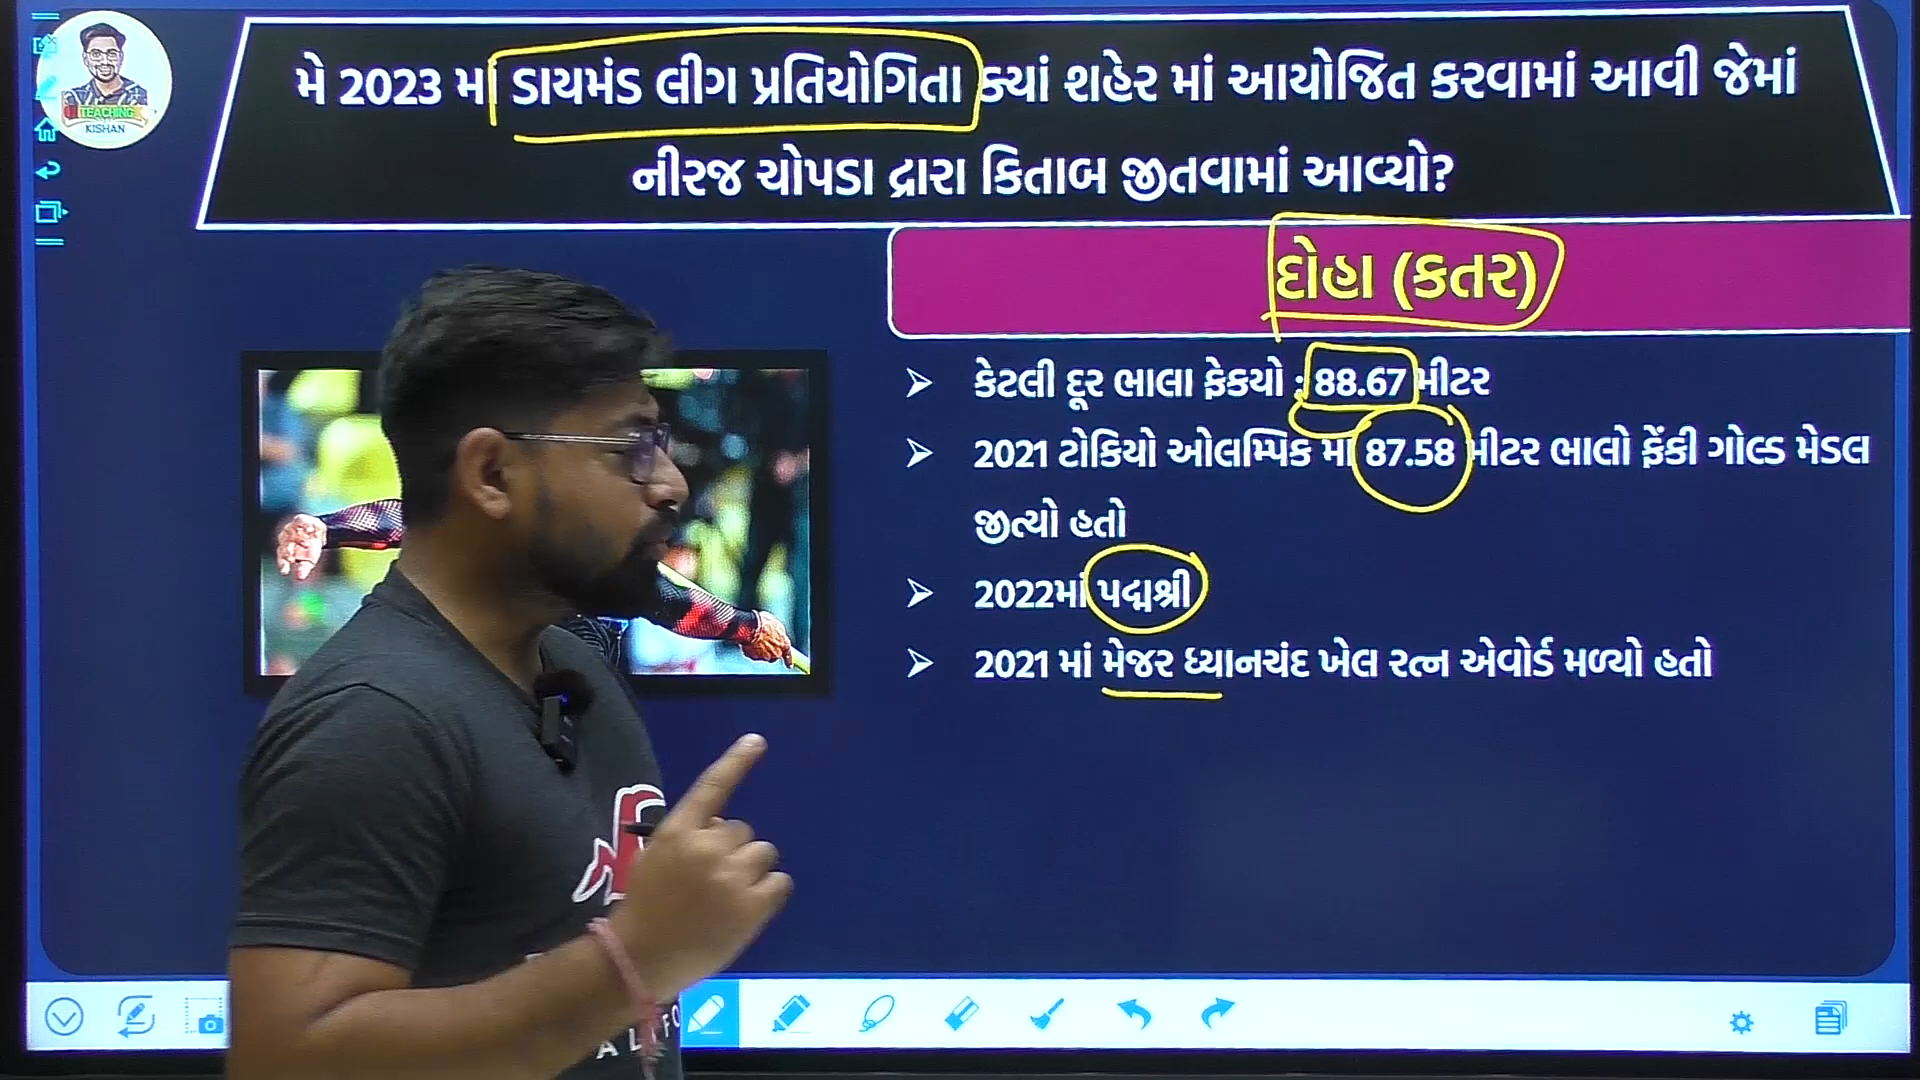 TEACHING
KISHAN
મે 2023 માં ડાયમંડ લીગ પ્રતિયોગિતા ક્યાં શહેર માં આયોજિત કરવામાં આવી જેમાં
નીરજ ચોપડા દ્રારા કિતાબ જીતવામાં આવ્યો?
દોહા (કતર)
➢ કેટલી દૂર ભાલા ફેકયો : 88.67 મીટર
➢ 2021 ટોકિયો ઓલમ્પિક માં 87.58 મીટર ભાલો ફેંકી ગોલ્ડ મેડલ
જીત્યો હતો
➢ 2022માં પદ્મશ્રી
➢ 2021 માં મેજર ધ્યાનચંદ ખેલ રત્ન એવોર્ડ મળ્યો હતો